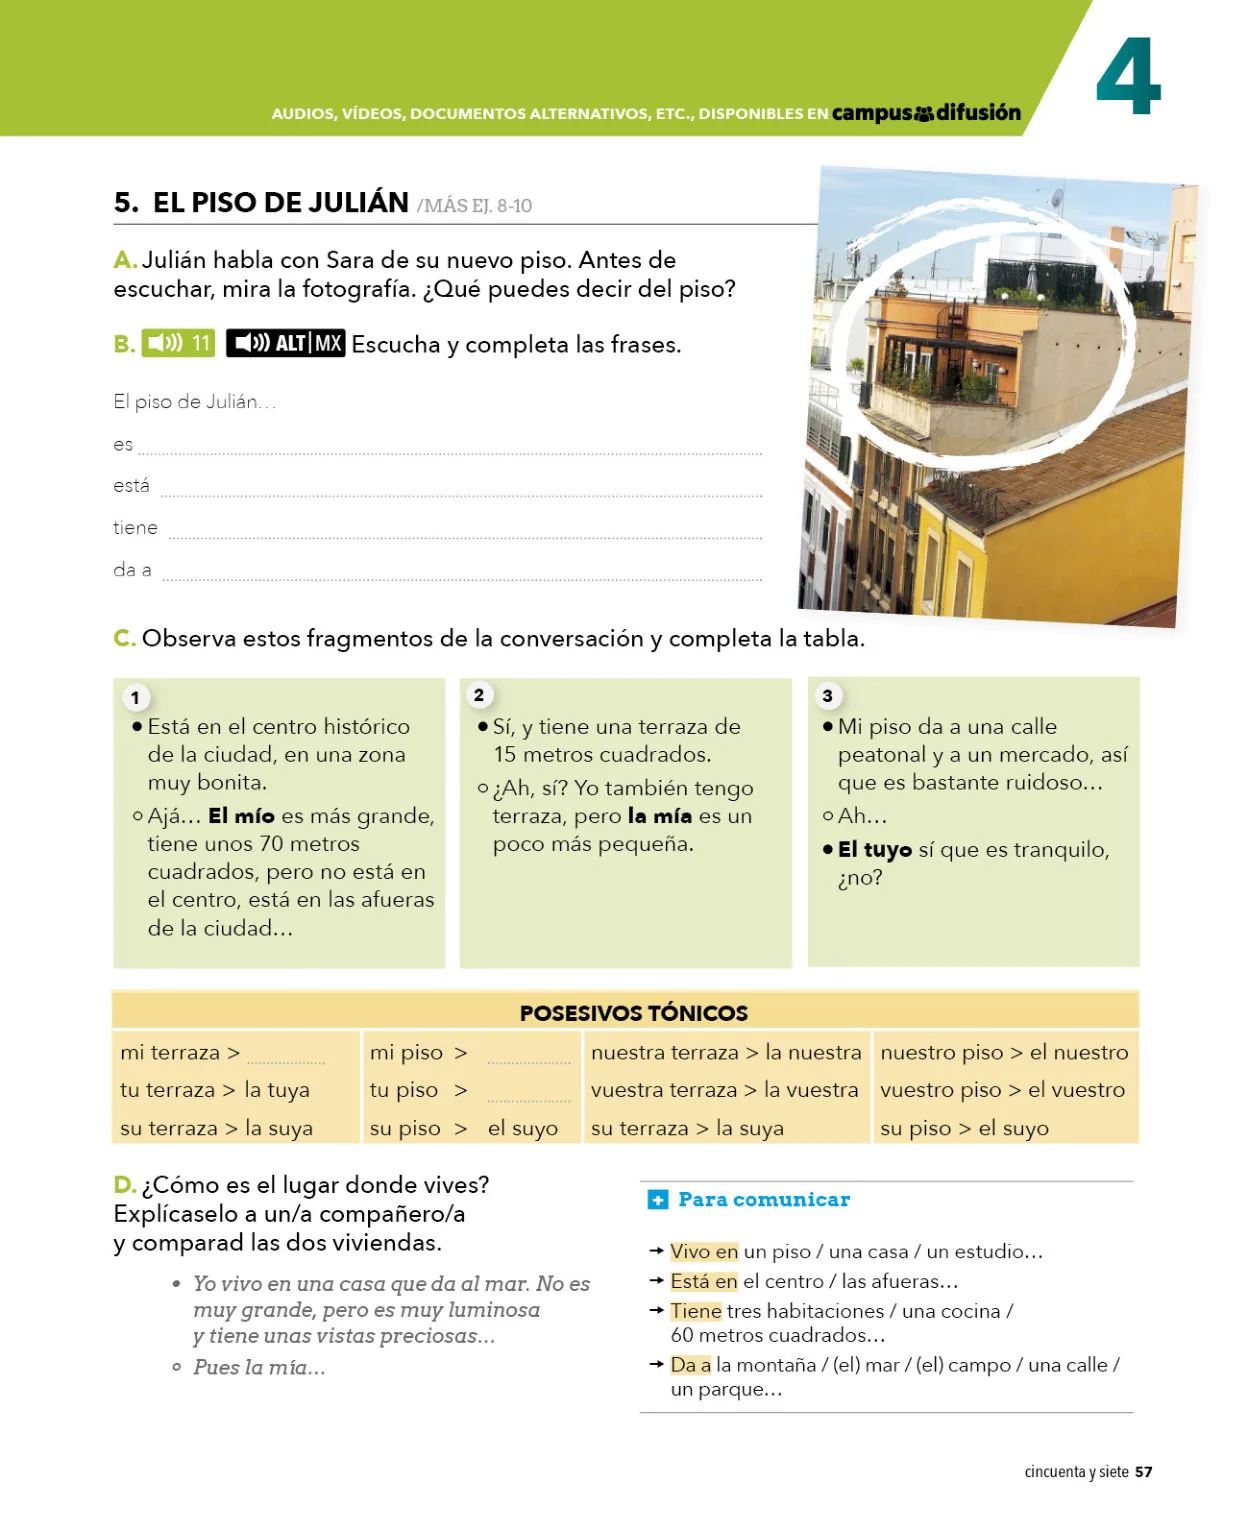 4
AUDIOS, VÍDEOS, DOCUMENTOS ALTERNATIVOS, ETC., DISPONIBLES EN campus difusión
5. EL PISO DE JULIÁN /MÁS EJ. 8-10
A. Julián habla con Sara de su nuevo piso. Antes de
escuchar, mira la fotografía. ¿Qué puedes decir del piso?
B. 11 ALT|MX Escucha y completa las frases.
El piso de Julián…
es
está
tiene
da a
C. Observa estos fragmentos de la conversación y completa la tabla.
1
• Está en el centro histórico
de la ciudad, en una zona
muy bonita.
○ Ajá… El mío es más grande,
tiene unos 70 metros
cuadrados, pero no está en
el centro, está en las afueras
de la ciudad…
2
• Sí, y tiene una terraza de
15 metros cuadrados.
○ ¿Ah, sí? Yo también tengo
terraza, pero la mía es un
poco más pequeña.
3
• Mi piso da a una calle
peatonal y a un mercado, así
que es bastante ruidoso…
○ Ah…
• El tuyo sí que es tranquilo,
¿no?
POSESIVOS TÓNICOS
mi terraza >
tu terraza > la tuya
su terraza > la suya
mi piso >
tu piso >
su piso > el suyo
nuestra terraza > la nuestra
vuestra terraza > la vuestra
su terraza > la suya
nuestro piso > el nuestro
vuestro piso > el vuestro
su piso > el suyo
D. ¿Cómo es el lugar donde vives?
Explícaselo a un/a compañero/a
y comparad las dos viviendas.
• Yo vivo en una casa que da al mar. No es
muy grande, pero es muy luminosa
y tiene unas vistas preciosas…
○ Pues la mía…
+ Para comunicar
→ Vivo en un piso / una casa / un estudio…
→ Está en el centro / las afueras…
→ Tiene tres habitaciones / una cocina /
60 metros cuadrados…
→ Da a la montaña / (el) mar / (el) campo / una calle /
un parque…
cincuenta y siete 57